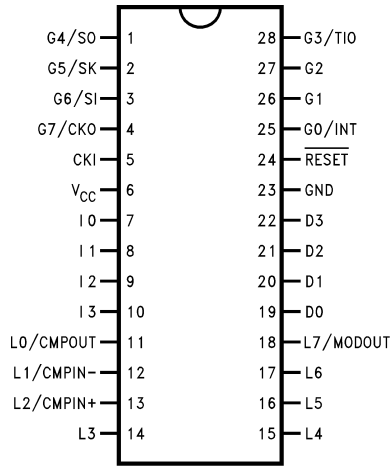 G4/SO 1 28 G3/TIO
G5/SK 2 27 G2
G6/SI 3 26 G1
G7/CKO 4 25 G0/INT
CKI 5 24 RESET
VCC 6 23 GND
I0 7 22 D3
I1 8 21 D2
I2 9 20 D1
I3 10 19 D0
L0/CMPOUT 11 18 L7/MODOUT
L1/CMPIN- 12 17 L6
L2/CMPIN+ 13 16 L5
L3 14 15 L4